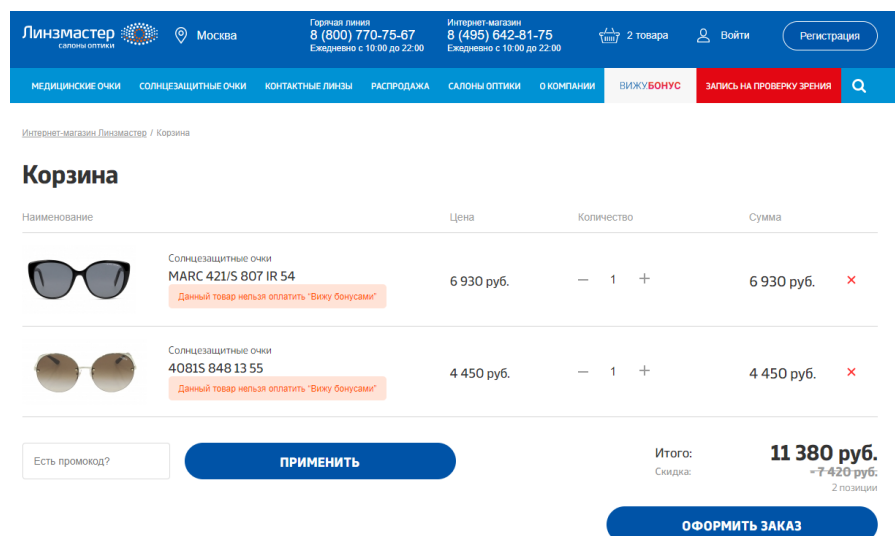 Линзмастер
салоны оптики
Москва
Горячая линия
8 (800) 770-75-67
Ежедневно с 10:00 до 22:00
Интернет-магазин
8 (495) 642-81-75
Ежедневно с 10:00 до 22:00
2 товара
Войти
Регистрация
МЕДИЦИНСКИЕ ОЧКИ СОЛНЦЕЗАЩИТНЫЕ ОЧКИ КОНТАКТНЫЕ ЛИНЗЫ РАСПРОДАЖА САЛОНЫ ОПТИКИ О КОМПАНИИ ВИЖУ.БОНУС ЗАПИСЬ НА ПРОВЕРКУ ЗРЕНИЯ
Интернет-магазин Линзмастер / Корзина
Корзина
Наименование Цена Количество Сумма
Солнцезащитные очки
MARC 421/S 807 IR 54
Данный товар нельзя оплатить "Вижу бонусами"
6 930 руб. — 1 + 6 930 руб. ×
Солнцезащитные очки
4081S 848 13 55
Данный товар нельзя оплатить "Вижу бонусами"
4 450 руб. — 1 + 4 450 руб. ×
Есть промокод? ПРИМЕНИТЬ
Итого: 11 380 руб.
Скидка: - 7 420 руб.
2 позиции
ОФОРМИТЬ ЗАКАЗ